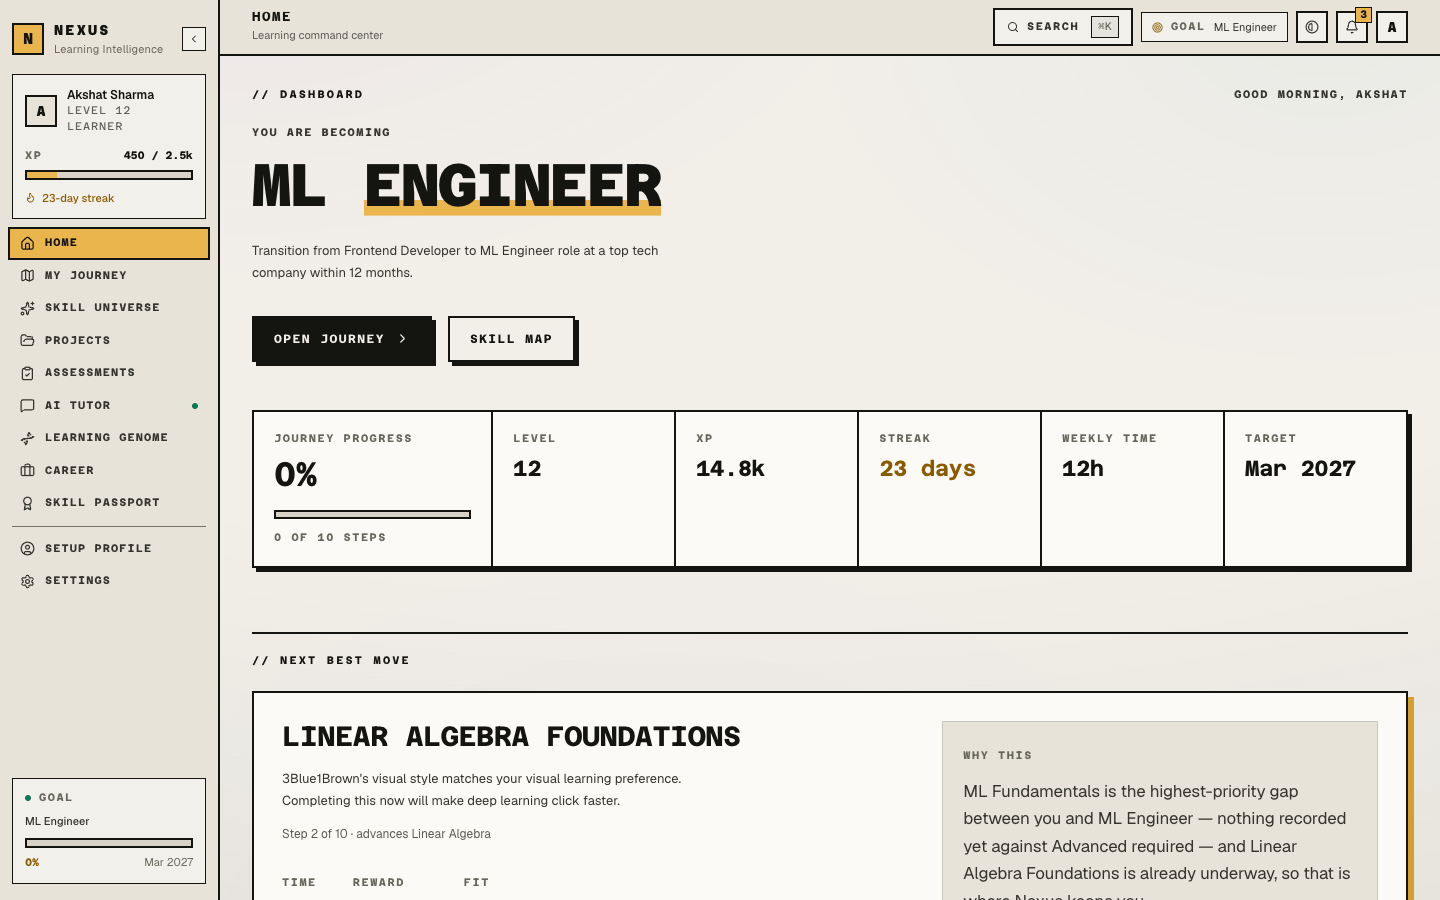 N
NEXUS
Learning Intelligence
A
Akshat Sharma
LEVEL 12
LEARNER
XP 450 / 2.5k
23-day streak
HOME
MY JOURNEY
SKILL UNIVERSE
PROJECTS
ASSESSMENTS
AI TUTOR
LEARNING GENOME
CAREER
SKILL PASSPORT
SETUP PROFILE
SETTINGS
GOAL
ML Engineer
0% Mar 2027
HOME
Learning command center
SEARCH ⌘K
GOAL ML Engineer
3
A
// DASHBOARD
GOOD MORNING, AKSHAT
YOU ARE BECOMING
ML ENGINEER
Transition from Frontend Developer to ML Engineer role at a top tech
company within 12 months.
OPEN JOURNEY
SKILL MAP
JOURNEY PROGRESS
0%
0 OF 10 STEPS
LEVEL
12
XP
14.8k
STREAK
23 days
WEEKLY TIME
12h
TARGET
Mar 2027
// NEXT BEST MOVE
LINEAR ALGEBRA FOUNDATIONS
3Blue1Brown's visual style matches your visual learning preference.
Completing this now will make deep learning click faster.
Step 2 of 10 · advances Linear Algebra
TIME REWARD FIT
WHY THIS
ML Fundamentals is the highest-priority gap
between you and ML Engineer — nothing recorded
yet against Advanced required — and Linear
Algebra Foundations is already underway, so that is
where Nexus keeps you